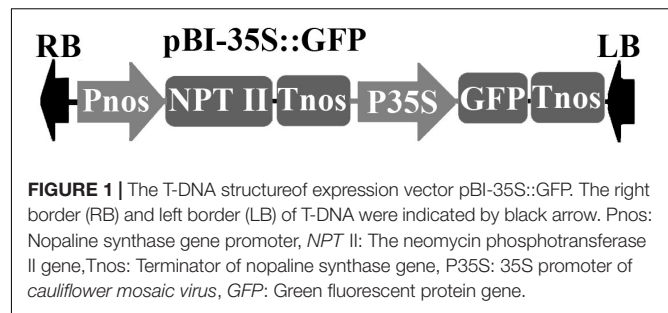 pBI-35S::GFP
RB LB
Pnos NPT II Tnos P35S GFP Tnos
FIGURE 1 | The T-DNA structureof expression vector pBI-35S::GFP. The right
border (RB) and left border (LB) of T-DNA were indicated by black arrow. Pnos:
Nopaline synthase gene promoter, NPT II: The neomycin phosphotransferase
II gene,Tnos: Terminator of nopaline synthase gene, P35S: 35S promoter of
cauliflower mosaic virus, GFP: Green fluorescent protein gene.